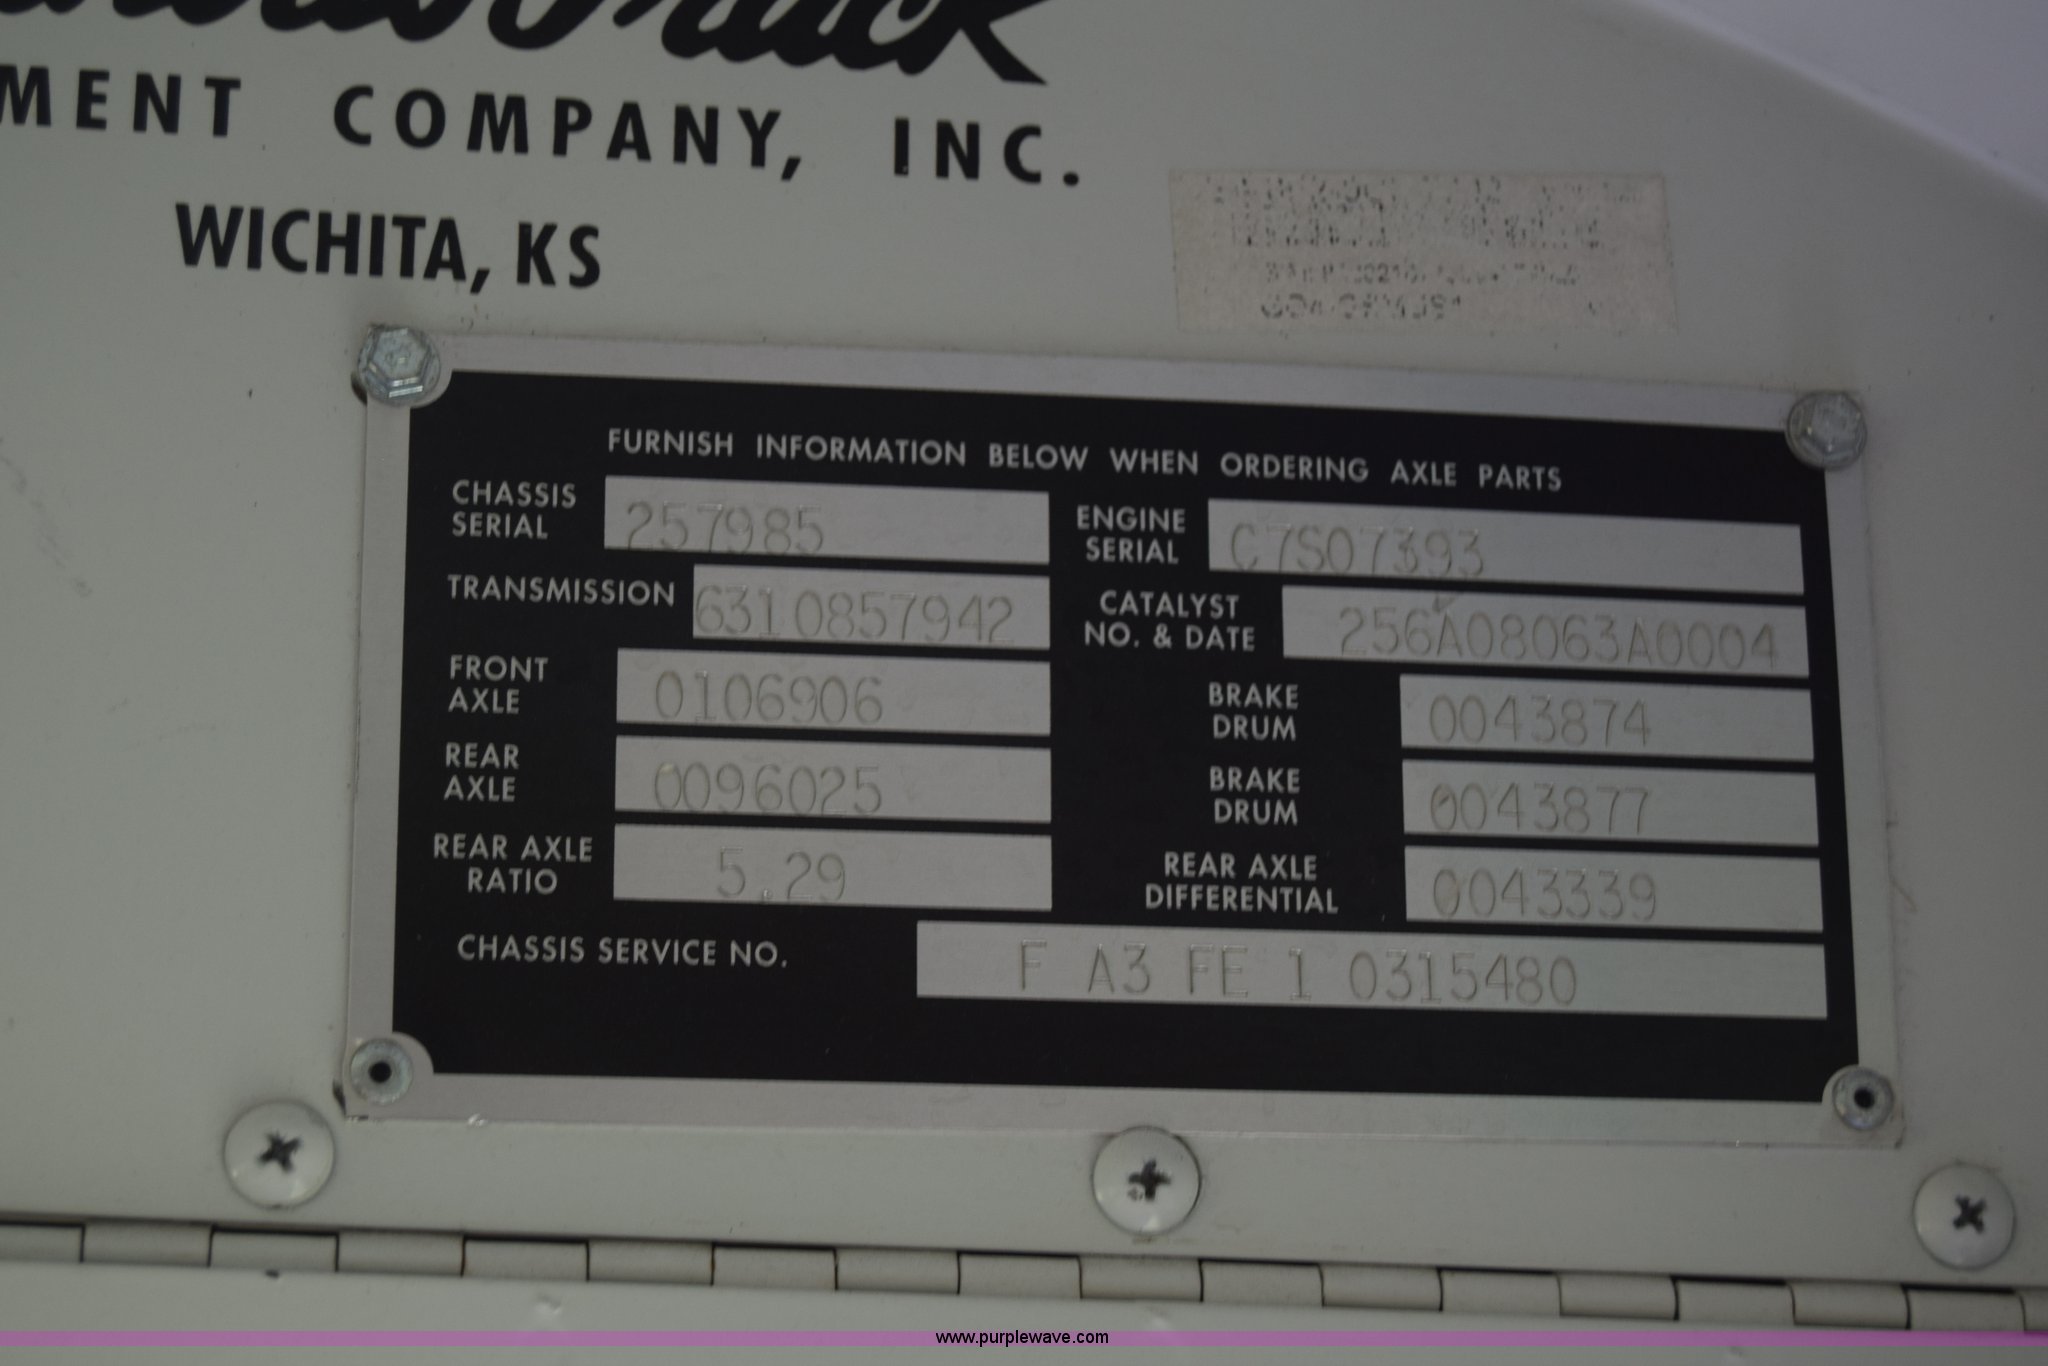 MENT COMPANY, INC.
WICHITA, KS
FURNISH INFORMATION BELOW WHEN ORDERING AXLE PARTS
CHASSIS SERIAL 257985
ENGINE SERIAL C7S07393
TRANSMISSION 6310857942
CATALYST NO. & DATE 256A08063A0004
FRONT AXLE 0106906
BRAKE DRUM 0043874
REAR AXLE 0096025
BRAKE DRUM 0043877
REAR AXLE RATIO 5.29
REAR AXLE DIFFERENTIAL 0043339
CHASSIS SERVICE NO. F A3 FE 1 0315480
www.purplewave.com